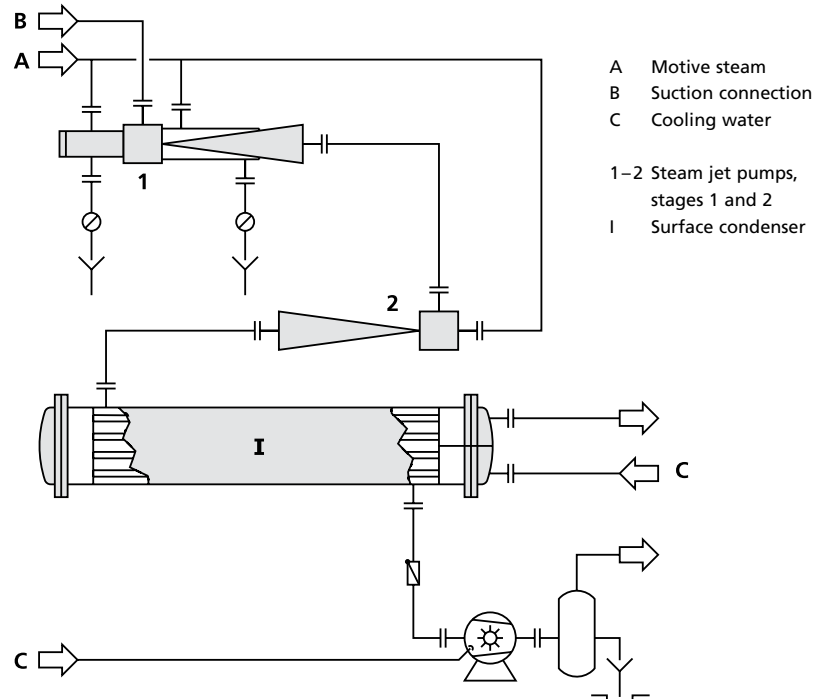 B
A
A Motive steam
B Suction connection
C Cooling water
1
1–2 Steam jet pumps,
stages 1 and 2
I Surface condenser
2
I
C
C